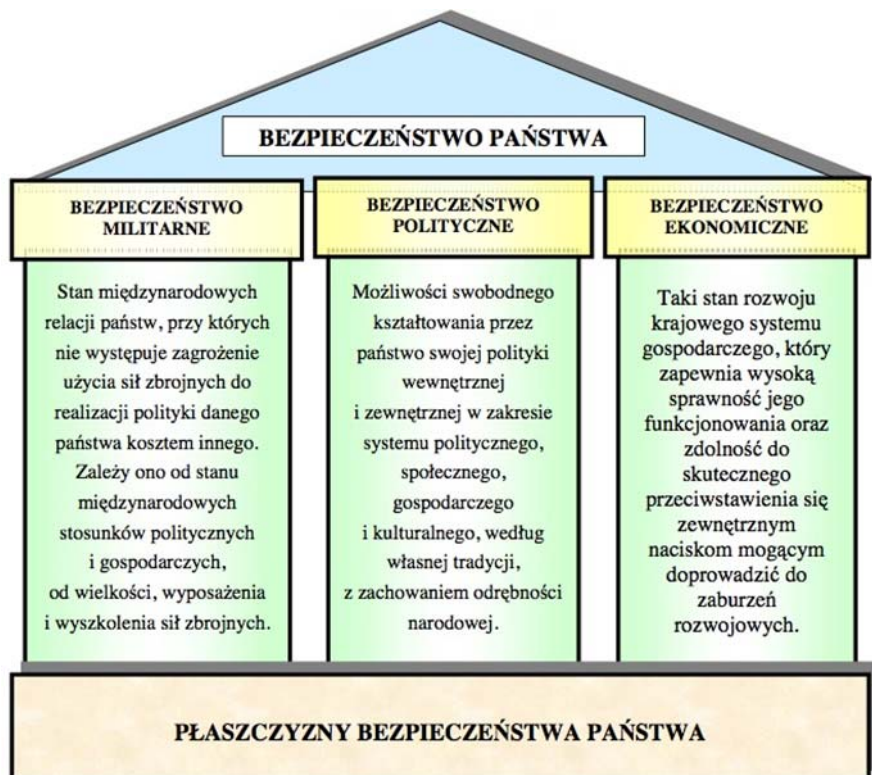 BEZPIECZEŃSTWO PAŃSTWA
BEZPIECZEŃSTWO
MILITARNE
Stan międzynarodowych
relacji państw, przy których
nie występuje zagrożenie
użycia sił zbrojnych do
realizacji polityki danego
państwa kosztem innego.
Zależy ono od stanu
międzynarodowych
stosunków politycznych
i gospodarczych,
od wielkości, wyposażenia
i wyszkolenia sił zbrojnych.
BEZPIECZEŃSTWO
POLITYCZNE
Możliwości swobodnego
kształtowania przez
państwo swojej polityki
wewnętrznej
i zewnętrznej w zakresie
systemu politycznego,
społecznego,
gospodarczego
i kulturalnego, według
własnej tradycji,
z zachowaniem odrębności
narodowej.
BEZPIECZEŃSTWO
EKONOMICZNE
Taki stan rozwoju
krajowego systemu
gospodarczego, który
zapewnia wysoką
sprawność jego
funkcjonowania oraz
zdolność do
skutecznego
przeciwstawienia się
zewnętrznym
naciskom mogącym
doprowadzić do
zaburzeń
rozwojowych.
PŁASZCZYZNY BEZPIECZEŃSTWA PAŃSTWA